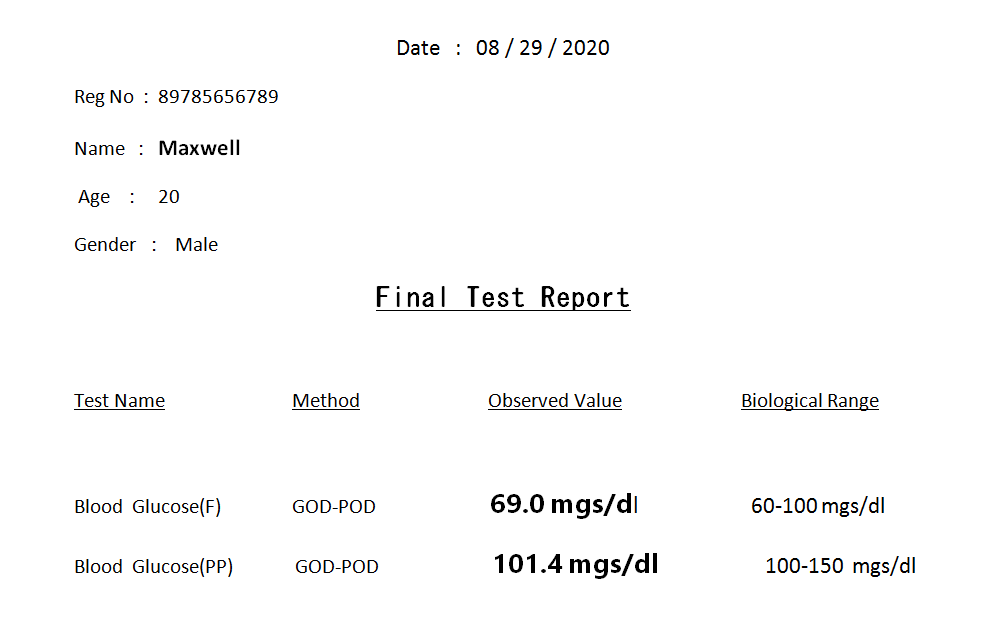 Date : 08 / 29 / 2020
Reg No : 89785656789
Name : Maxwell
Age : 20
Gender : Male
Final Test Report
Test Name Method Observed Value Biological Range
Blood Glucose(F) GOD-POD 69.0 mgs/dl 60-100 mgs/dl
Blood Glucose(PP) GOD-POD 101.4 mgs/dl 100-150 mgs/dl